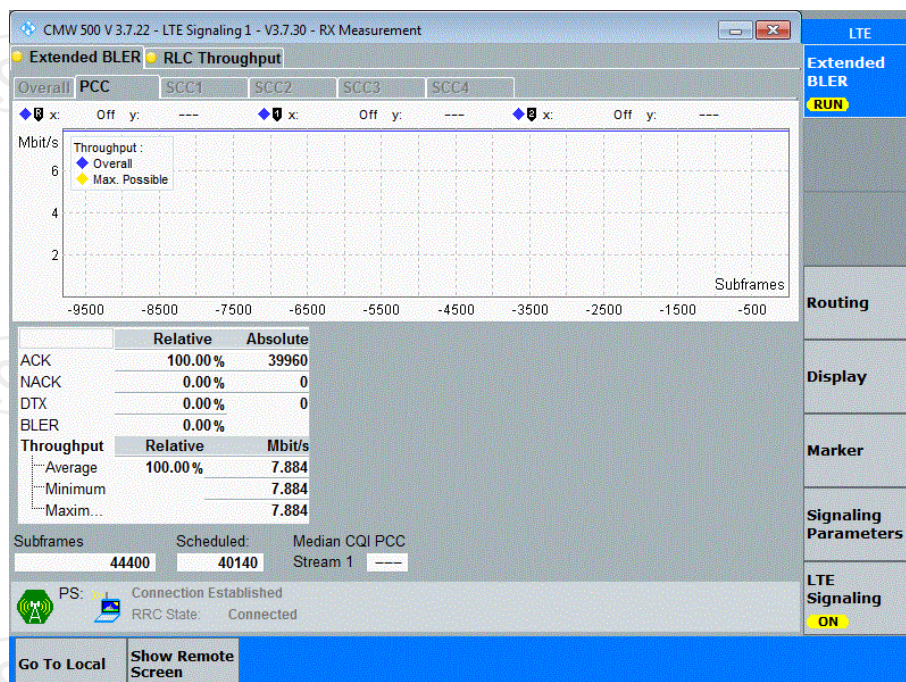 CMW 500 V 3.7.22 - LTE Signaling 1 - V3.7.30 - RX Measurement
LTE
Extended BLER RLC Throughput
Overall PCC SCC1 SCC2 SCC3 SCC4
R x: Off y: --- 1 x: Off y: --- 2 x: Off y: ---
Mbit/s
Throughput :
Overall
Max. Possible
6
4
2
Subframes
-9500 -8500 -7500 -6500 -5500 -4500 -3500 -2500 -1500 -500
Relative Absolute
ACK 100.00 % 39960
NACK 0.00 % 0
DTX 0.00 % 0
BLER 0.00 %
Throughput Relative Mbit/s
Average 100.00 % 7.884
Minimum 7.884
Maxim... 7.884
Subframes Scheduled: Median CQI PCC
44400 40140 Stream 1 ---
PS: Connection Established
RRC State: Connected
Extended
BLER
RUN
Routing
Display
Marker
Signaling
Parameters
LTE
Signaling
ON
Go To Local
Show Remote
Screen